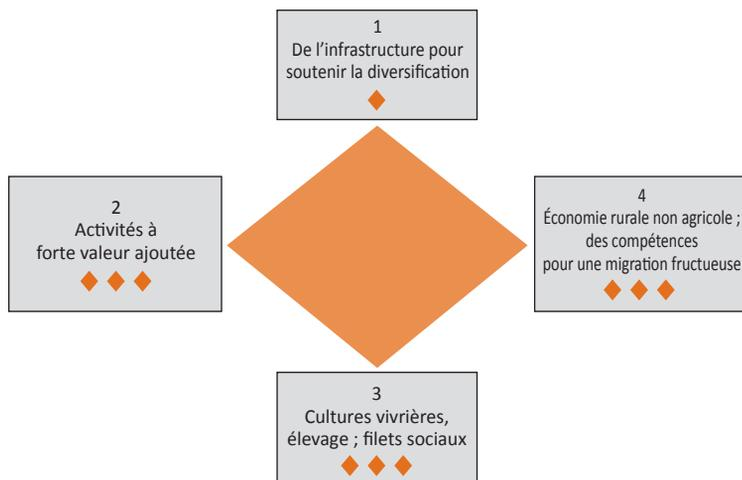 1
De l’infrastructure pour
soutenir la diversification
2
Activités à
forte valeur ajoutée
4
Économie rurale non agricole ;
des compétences
pour une migration fructueuse
3
Cultures vivrières,
élevage ; filets sociaux